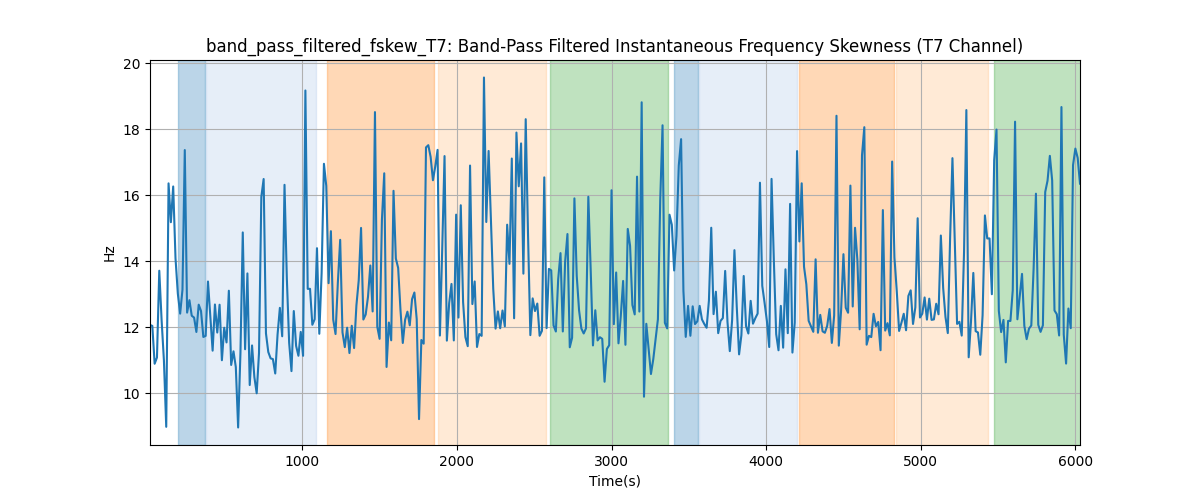 band_pass_filtered_fskew_T7: Band-Pass Filtered Instantaneous Frequency Skewness (T7 Channel)
20
18
16
14
12
10
Hz
1000 2000 3000 4000 5000 6000
Time(s)